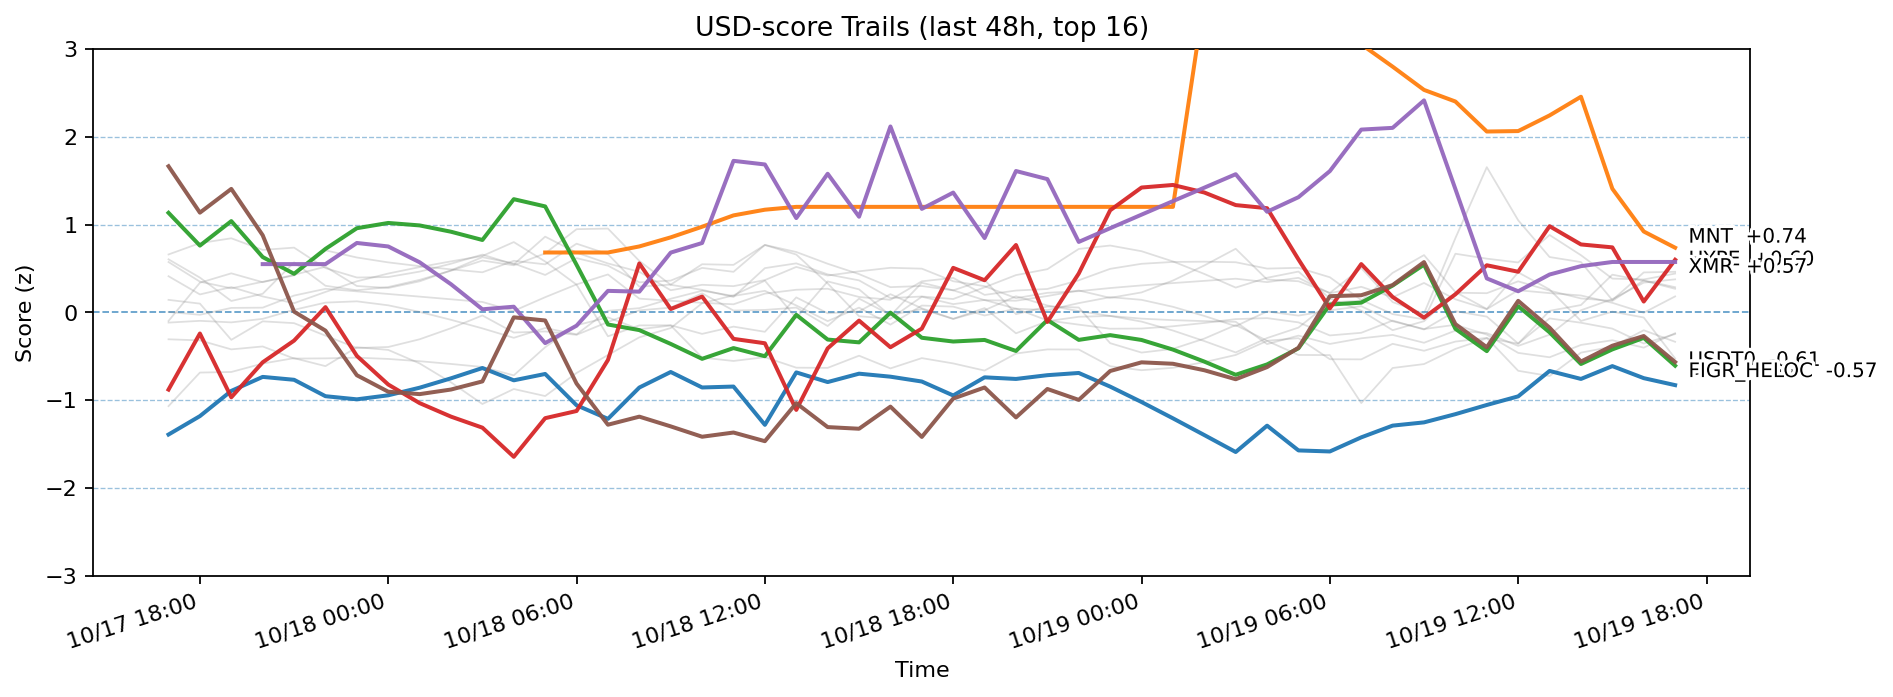 USD-score Trails (last 48h, top 16)
3
2
1
0
−1
−2
−3
Score (z)
MNT +0.74
XMR +0.57
USDT0 -0.61
FIGR_HELOC -0.57
10/17 18:00
10/18 00:00
10/18 06:00
10/18 12:00
10/18 18:00
10/19 00:00
10/19 06:00
10/19 12:00
10/19 18:00
Time